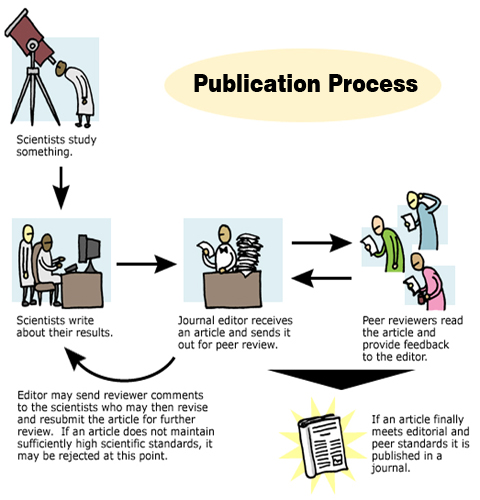 Publication Process
Scientists study
something.
Scientists write
about their results.
Journal editor receives
an article and sends it
out for peer review.
Peer reviewers read
the article and
provide feedback
to the editor.
Editor may send reviewer comments
to the scientists who may then revise
and resubmit the article for further
review.  If an article does not maintain
sufficiently high scientific standards, it
may be rejected at this point.
If an article finally
meets editorial and
peer standards it is
published in a
journal.